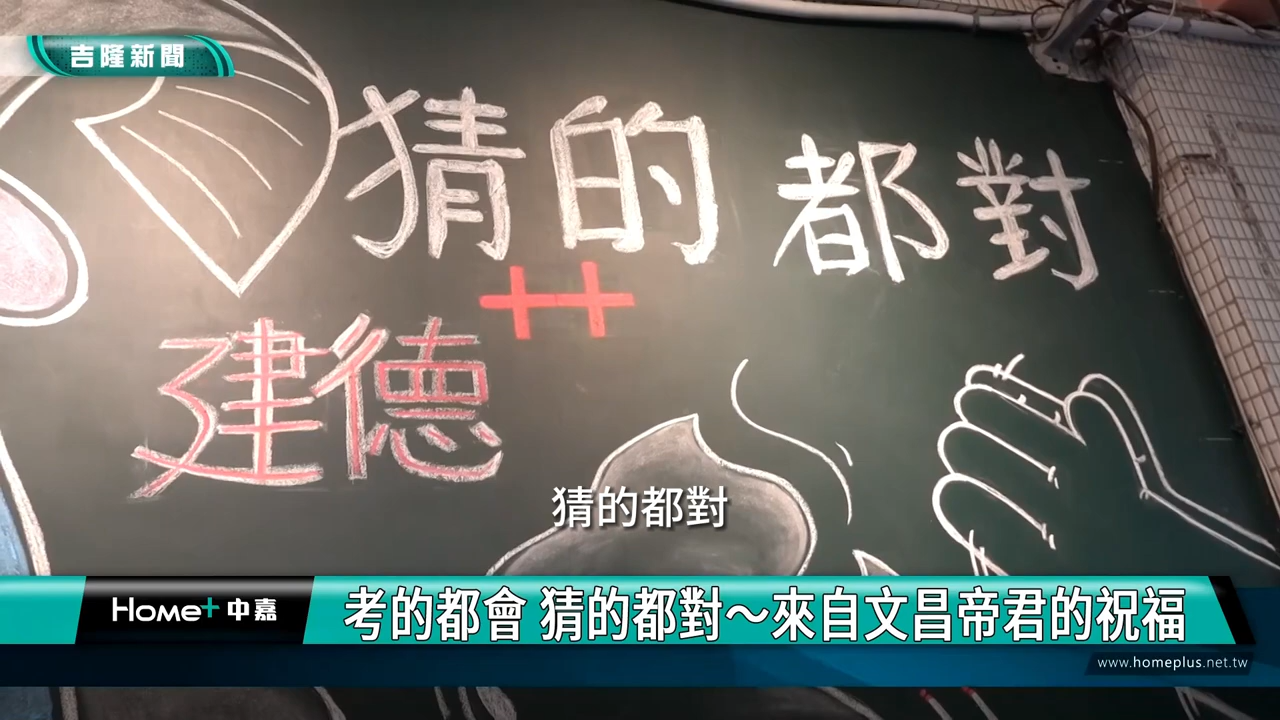 吉隆新聞
猜的都對
建德
猜的都對
Home+ 中嘉
考的都會 猜的都對~來自文昌帝君的祝福
www.homeplus.net.tw